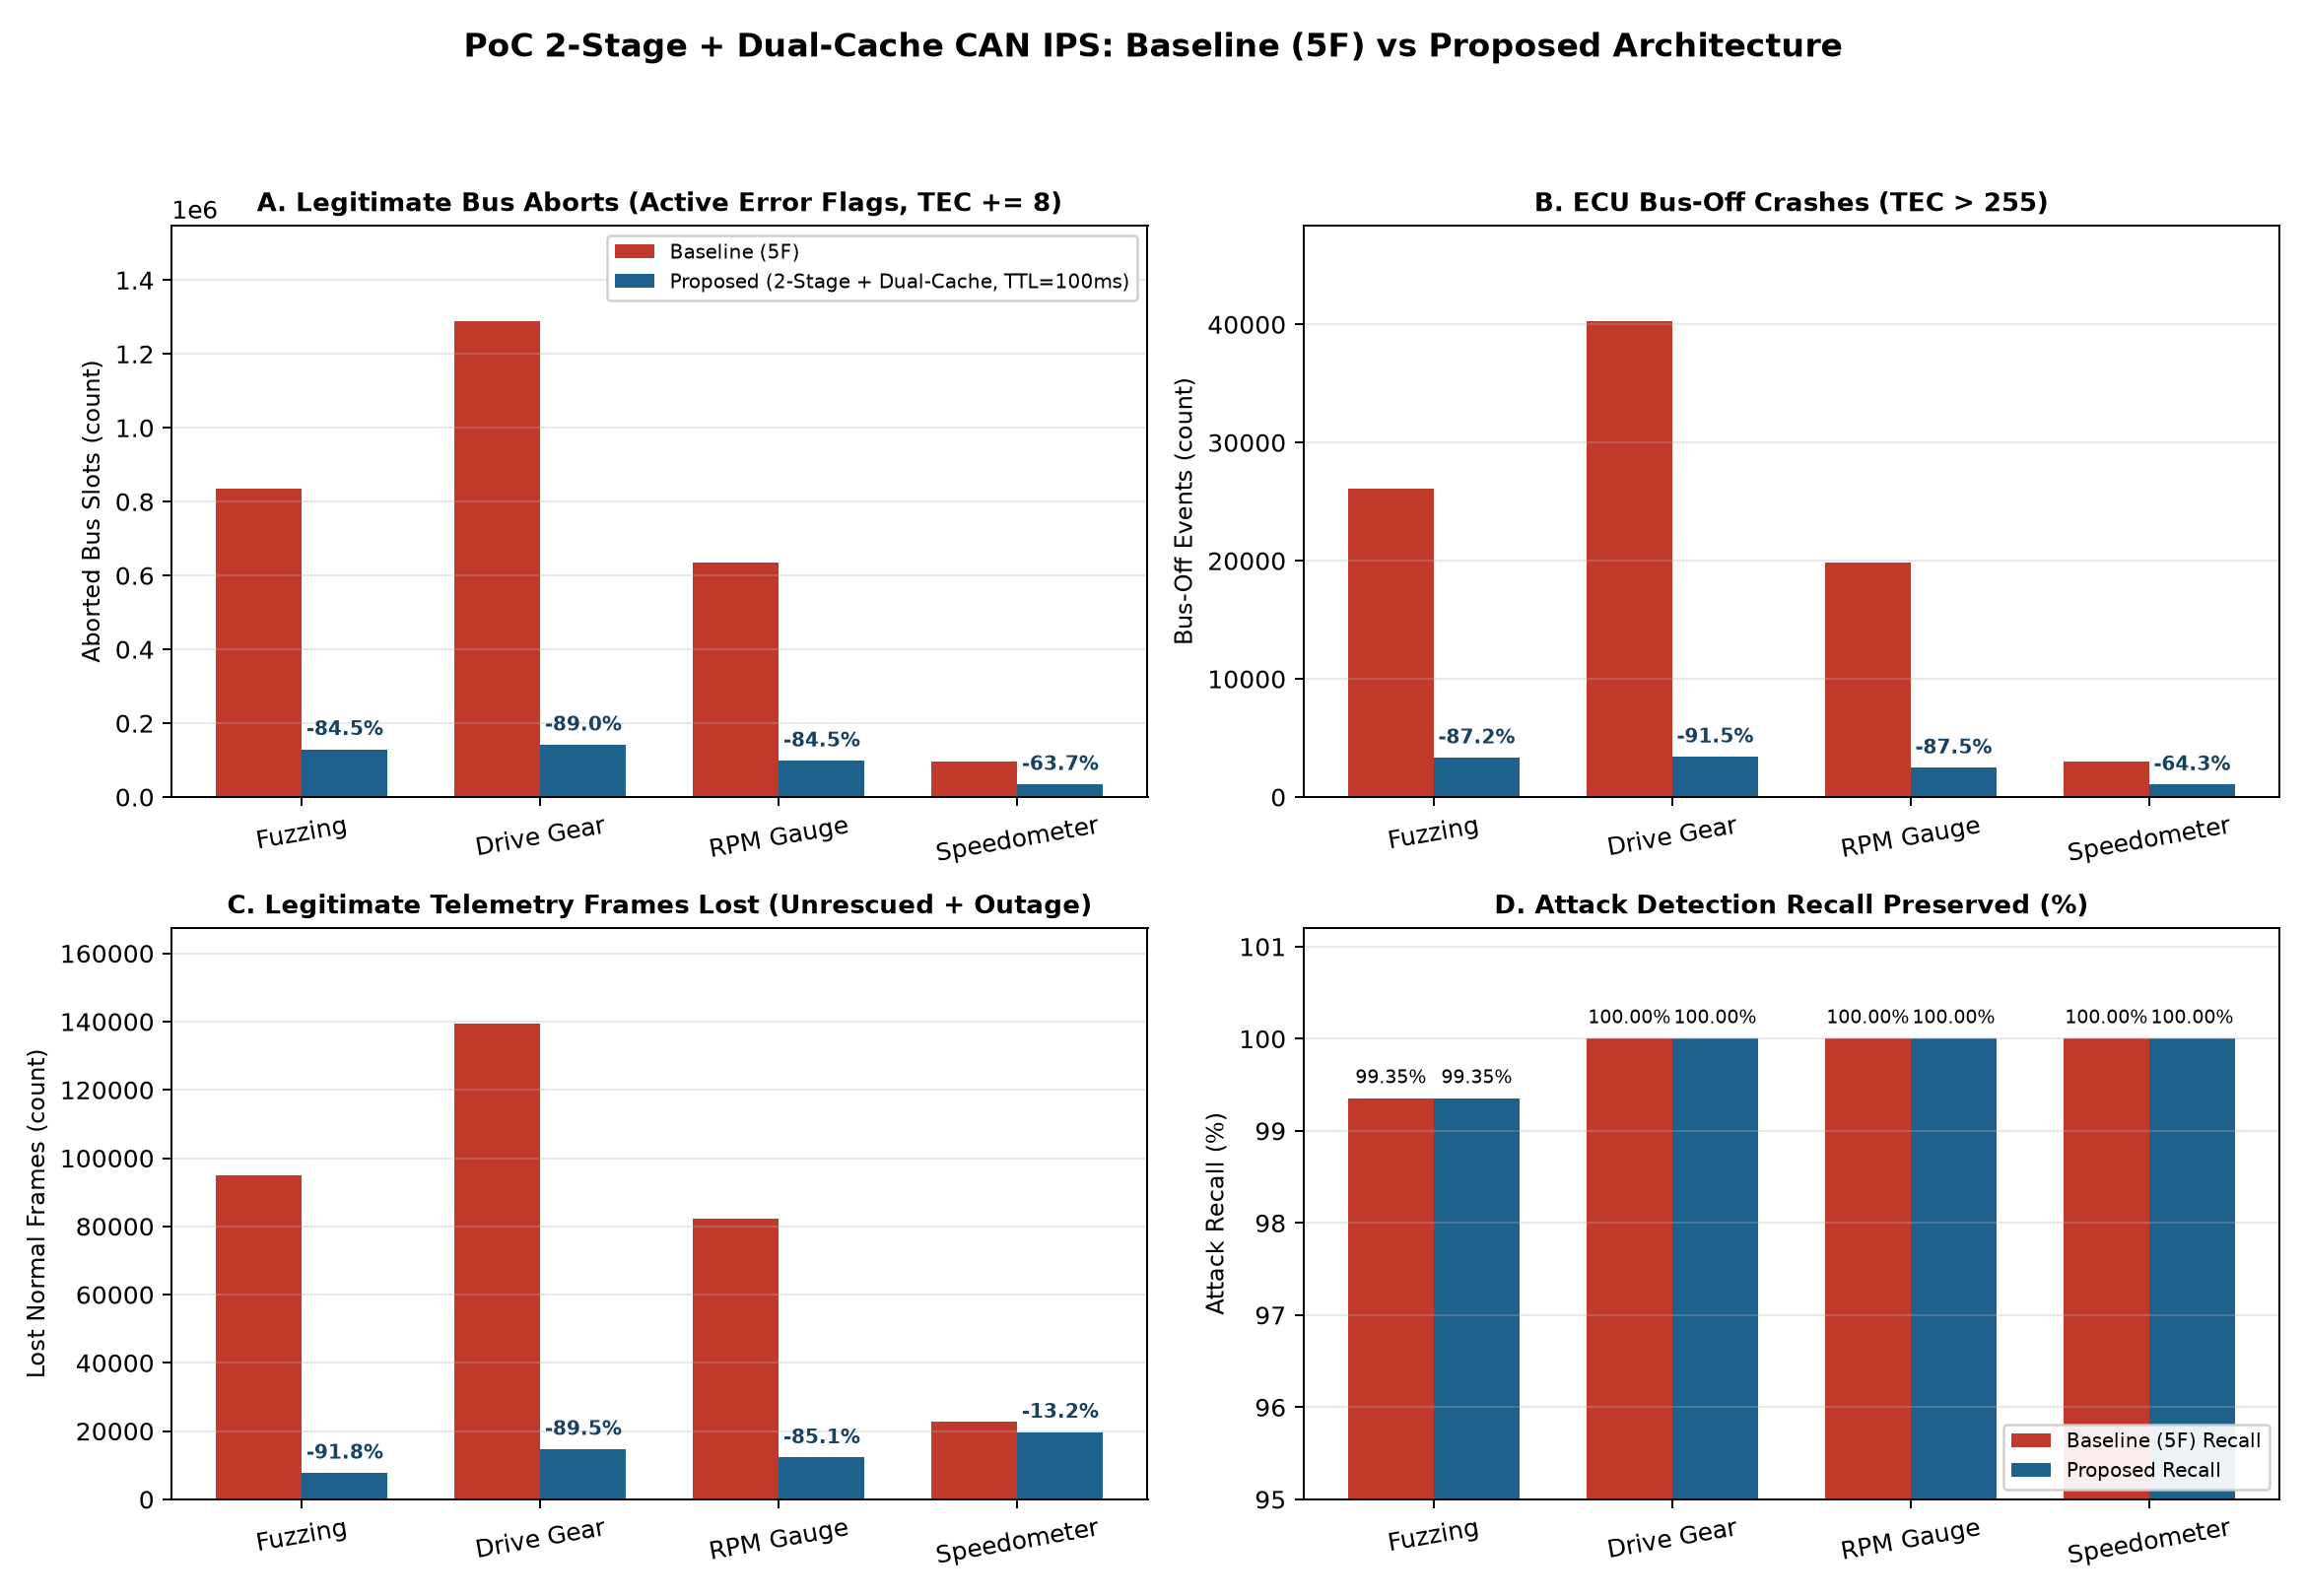 PoC 2-Stage + Dual-Cache CAN IPS: Baseline (5F) vs Proposed Architecture
A. Legitimate Bus Aborts (Active Error Flags, TEC += 8)
1e6
Baseline (5F)
Proposed (2-Stage + Dual-Cache, TTL=100ms)
Aborted Bus Slots (count)
1.4
1.2
1.0
0.8
0.6
0.4
0.2
0.0
-84.5%
-89.0%
-84.5%
-63.7%
Fuzzing
Drive Gear
RPM Gauge
Speedometer
B. ECU Bus-Off Crashes (TEC > 255)
Bus-Off Events (count)
40000
30000
20000
10000
0
-87.2%
-91.5%
-87.5%
-64.3%
Fuzzing
Drive Gear
RPM Gauge
Speedometer
C. Legitimate Telemetry Frames Lost (Unrescued + Outage)
Lost Normal Frames (count)
160000
140000
120000
100000
80000
60000
40000
20000
0
-91.8%
-89.5%
-85.1%
-13.2%
Fuzzing
Drive Gear
RPM Gauge
Speedometer
D. Attack Detection Recall Preserved (%)
Attack Recall (%)
101
100
99
98
97
96
95
99.35% 99.35%
100.00% 100.00%
100.00% 100.00%
100.00% 100.00%
Baseline (5F) Recall
Proposed Recall
Fuzzing
Drive Gear
RPM Gauge
Speedometer